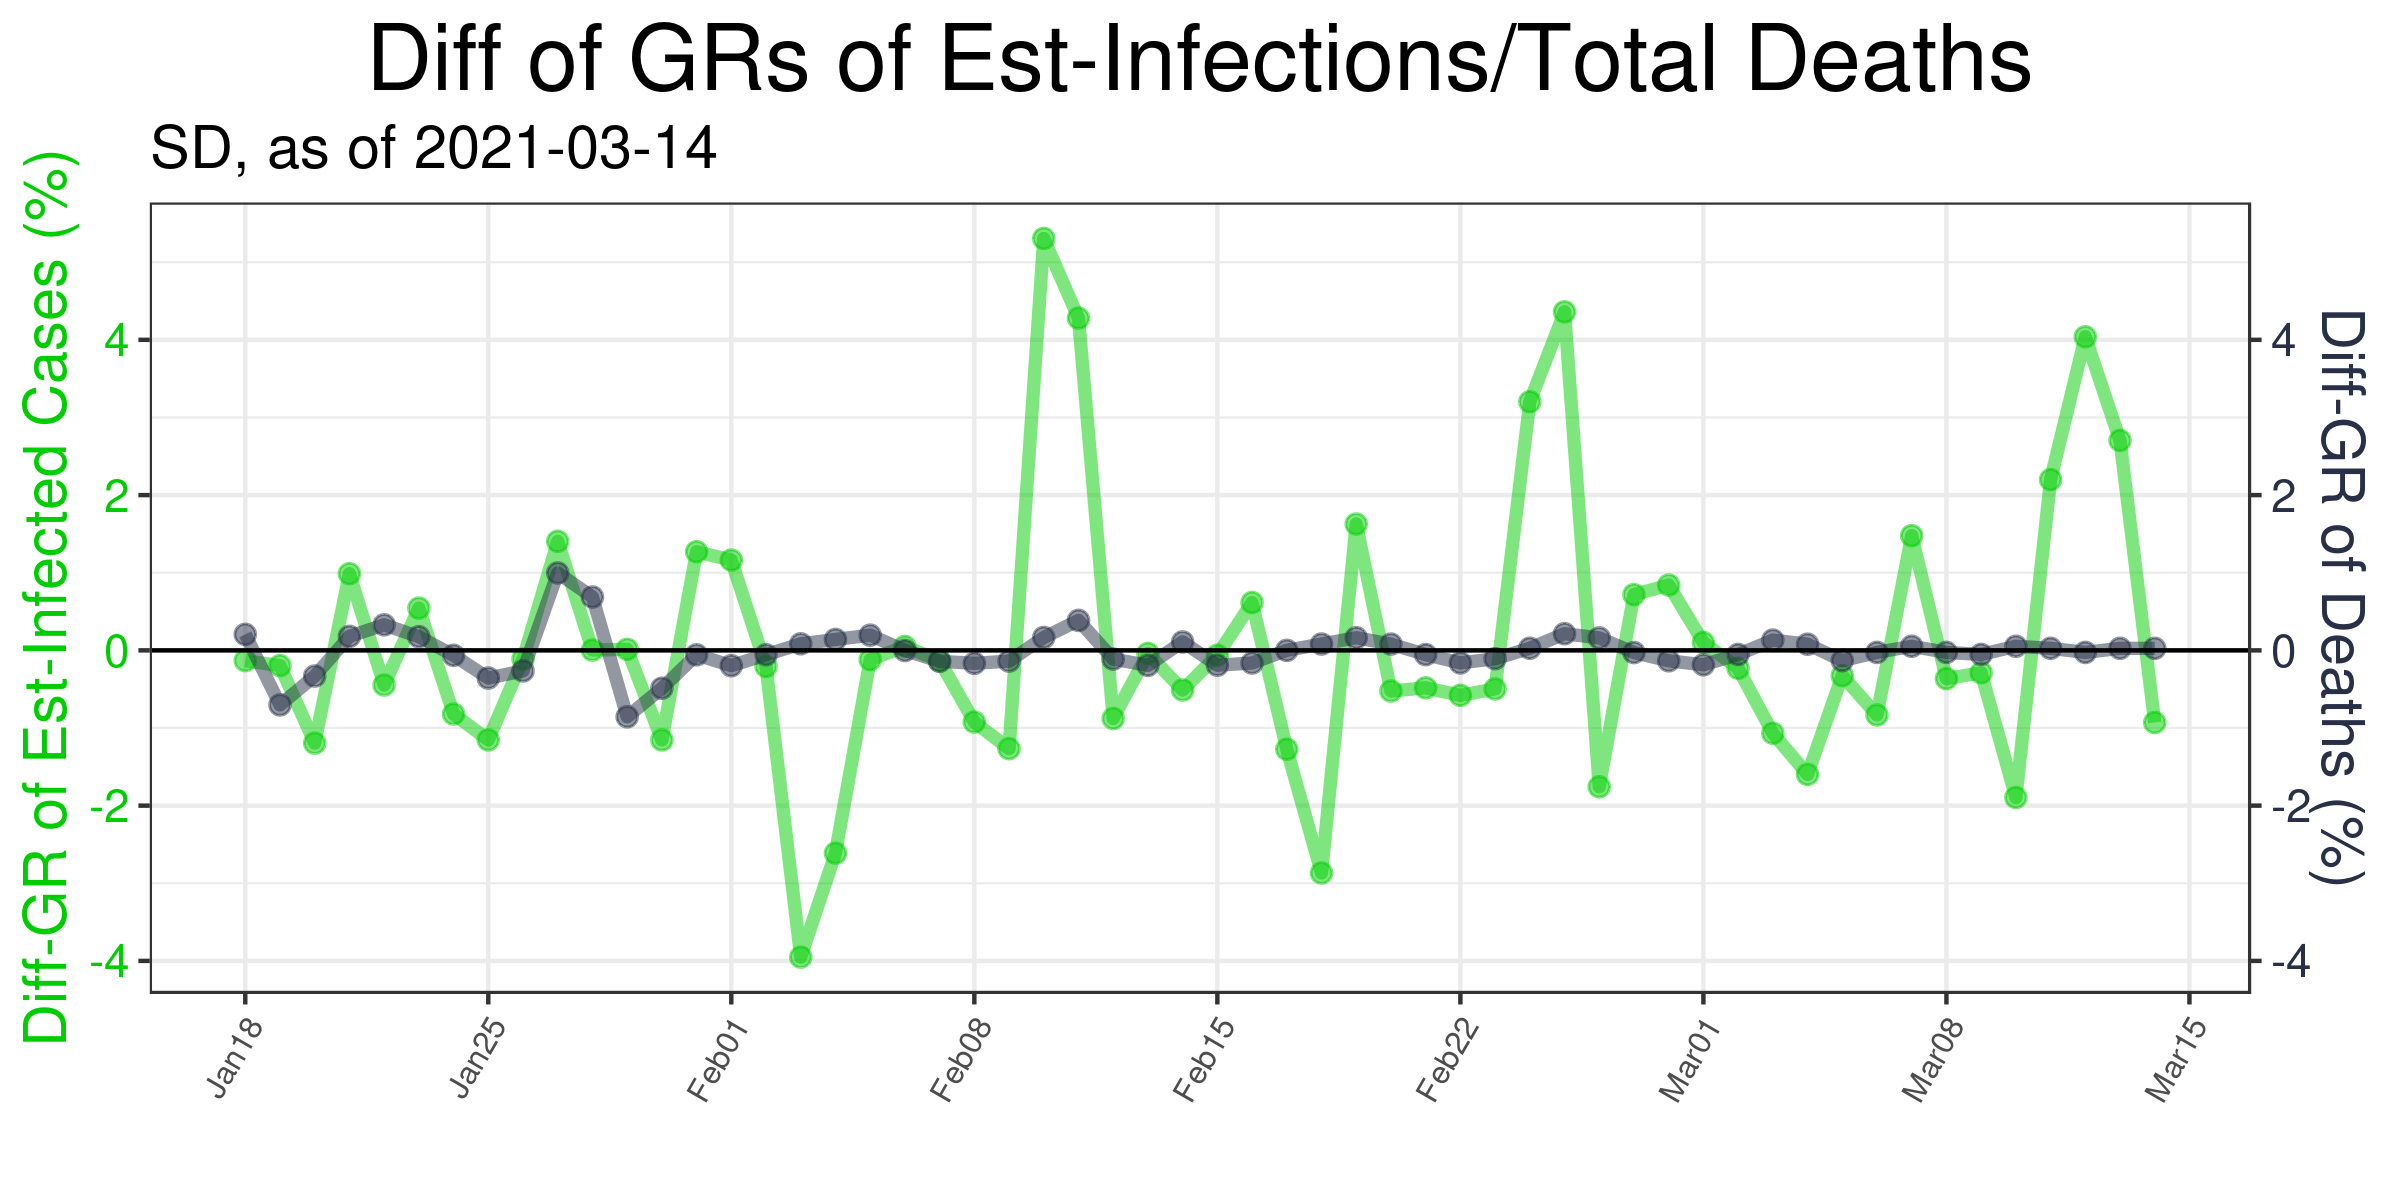 Diff of GRs of Est-Infections/Total Deaths
SD, as of 2021-03-14
Diff-GR of Est-Infected Cases (%)
4
2
0
-2
-4
4
2
0
-2
-4
Diff-GR of Deaths (%)
Jan18
Jan25
Feb01
Feb08
Feb15
Feb22
Mar01
Mar08
Mar15